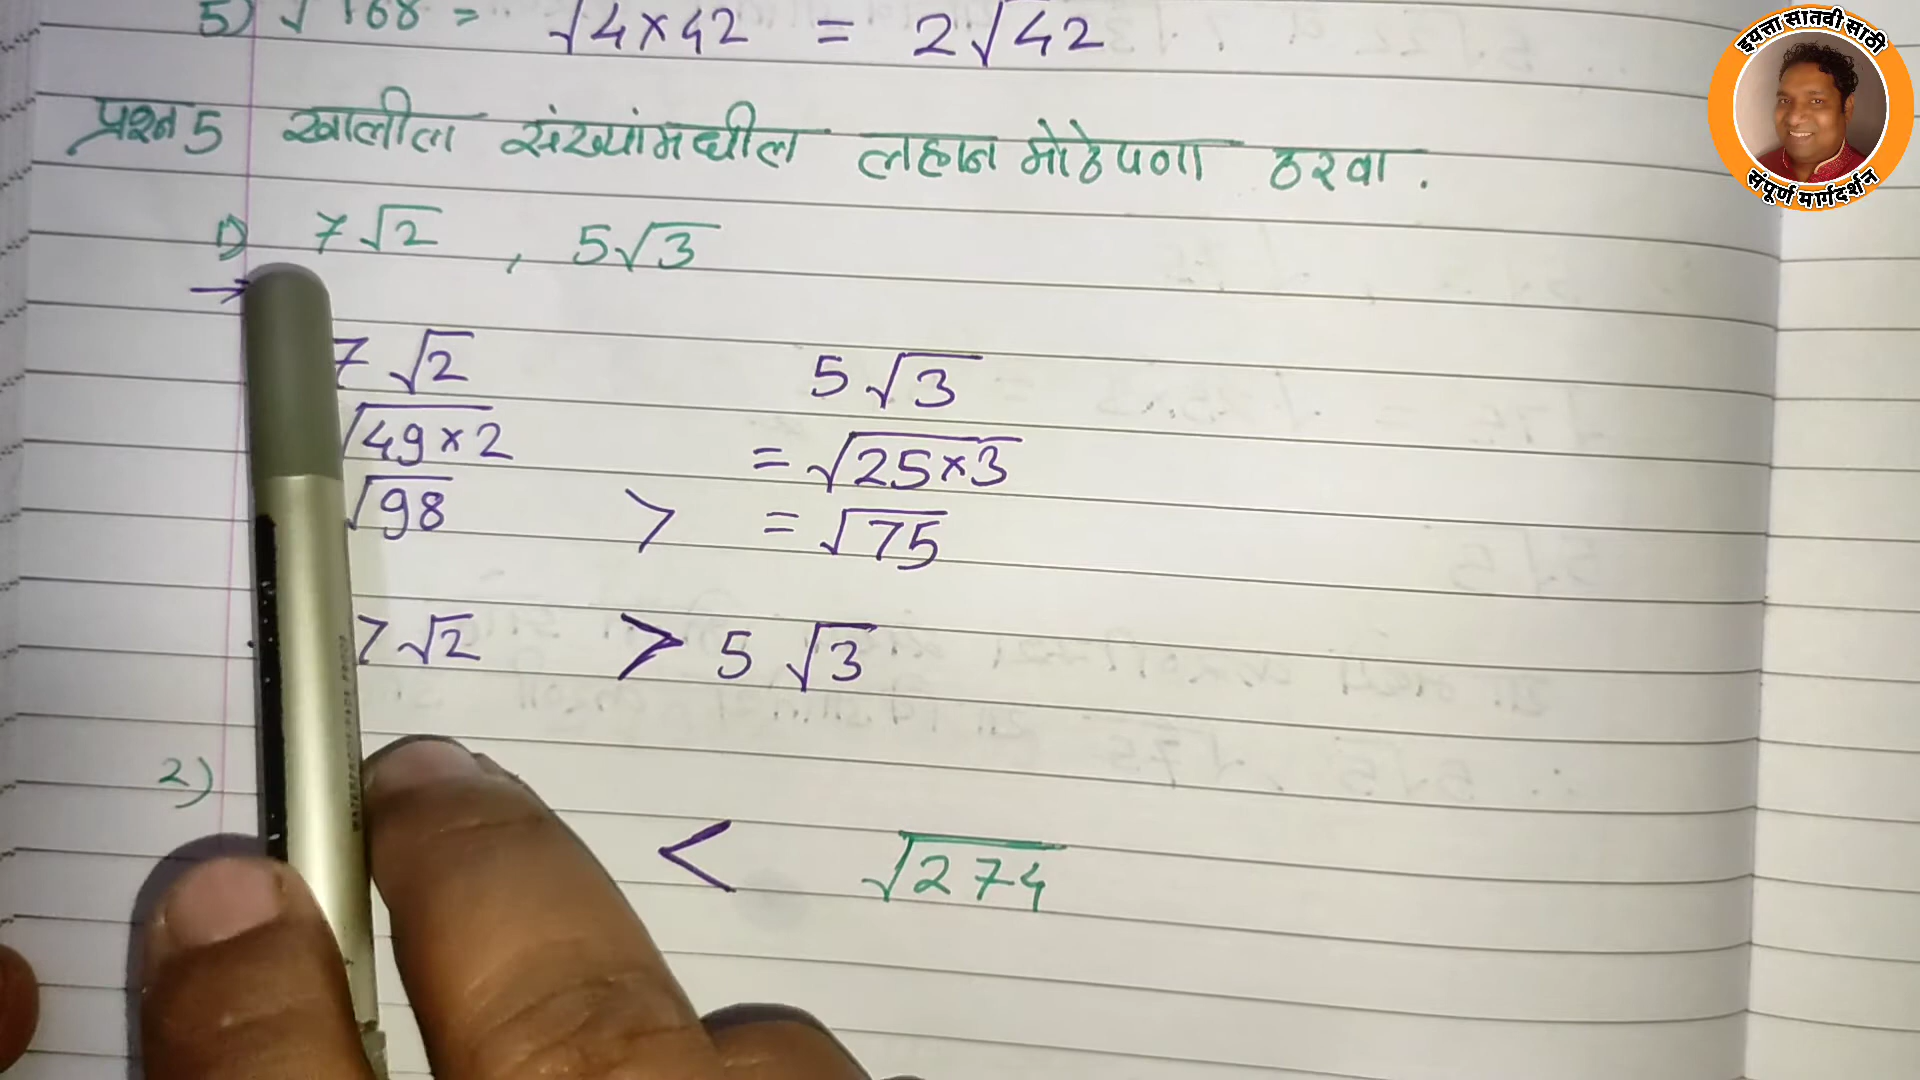 5) √168 = √4×42 = 2√42
प्रश्न 5 खालील संख्यांमधील लहान मोठेपणा ठरवा.
1) 7√2 , 5√3
→
7√2 5√3
√49×2 = √25×3
√98 > = √75
7√2 > 5√3
2)
< √274
इयत्ता सातवी साठी
संपूर्ण मार्गदर्शन